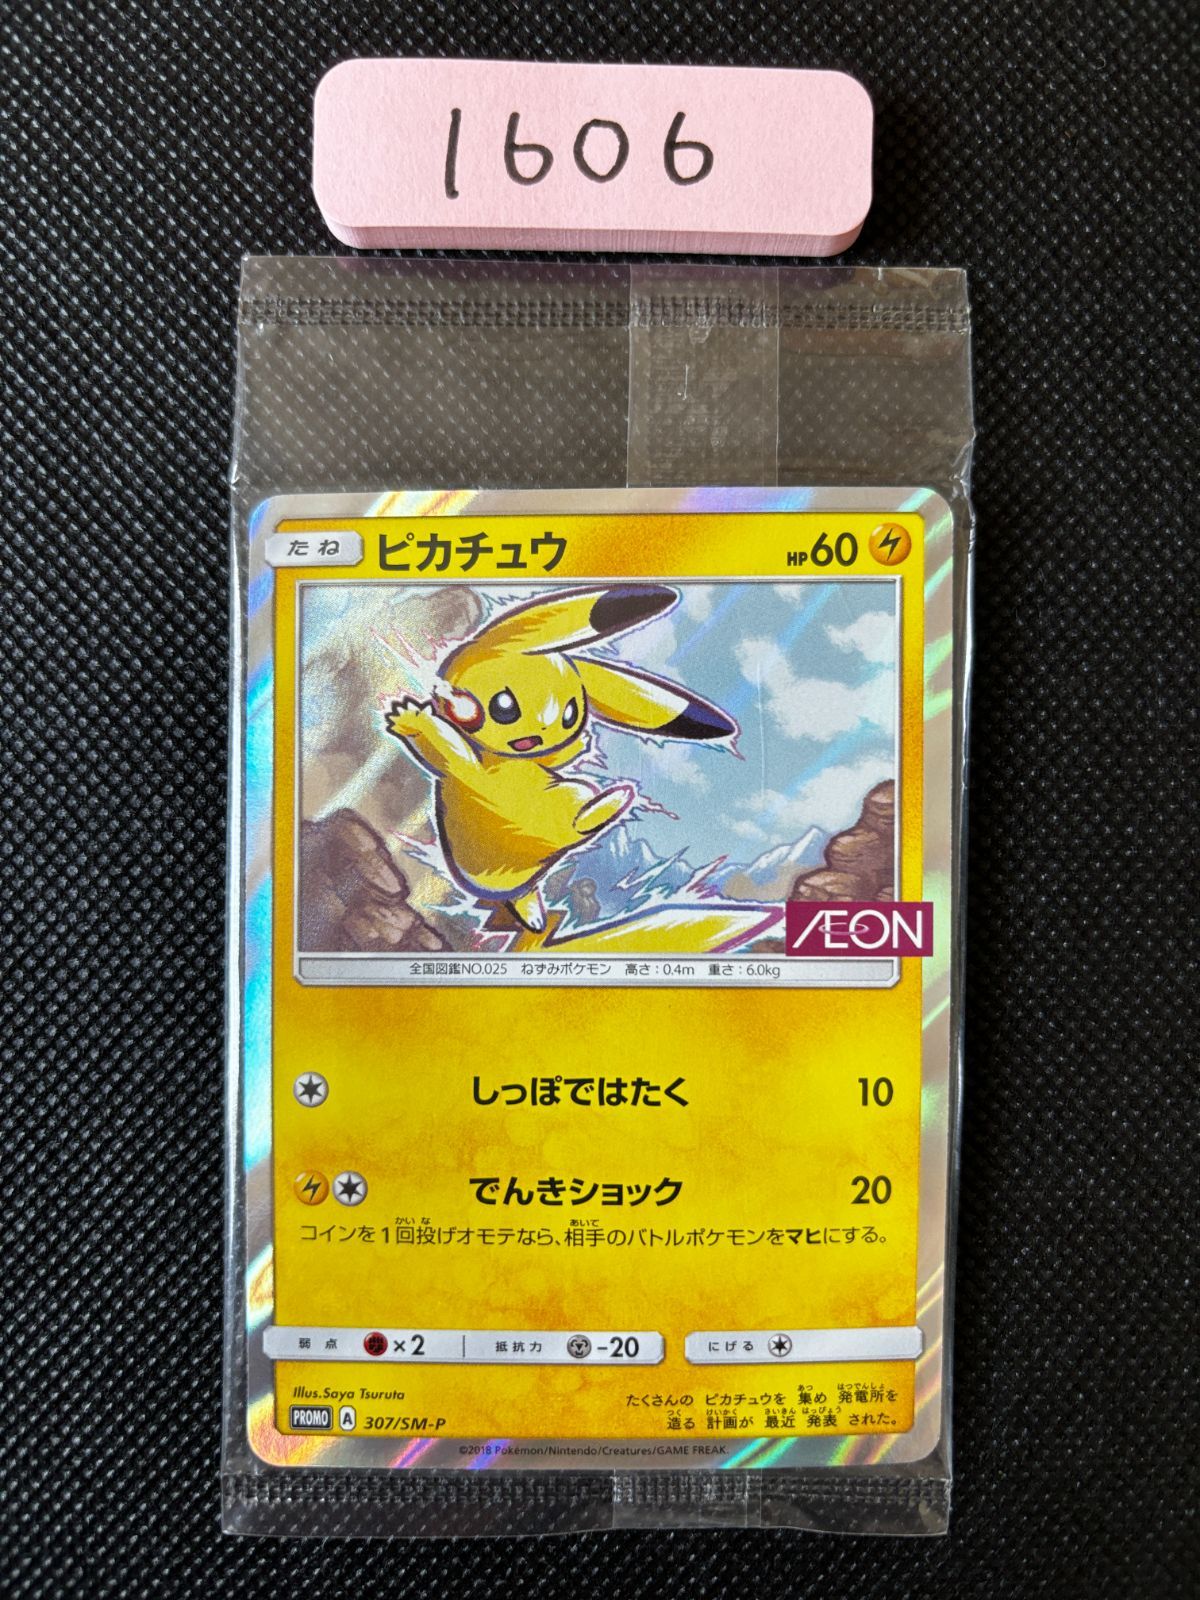 1606
たね ピカチュウ HP60
ÆON
全国図鑑NO.025 ねずみポケモン 高さ:0.4m 重さ:6.0kg
しっぽではたく 10
でんきショック 20
コインを1回投げオモテなら、相手のバトルポケモンをマヒにする。
弱点 ×2 抵抗力 -20 にげる
Illus.Saya Tsuruta
PROMO A 307/SM-P
たくさんの ピカチュウを 集め 発電所を
造る 計画が 最近 発表 された。
©2018 Pokémon/Nintendo/Creatures/GAME FREAK.